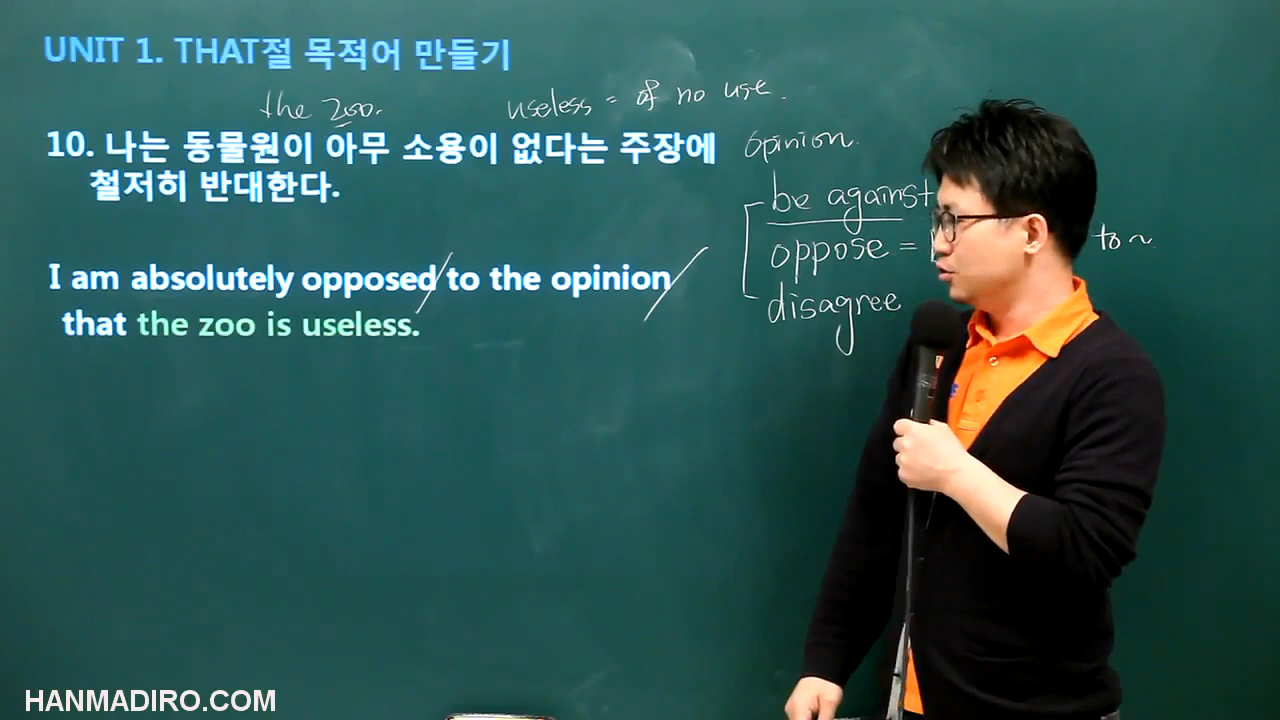 UNIT 1. THAT절 목적어 만들기
the zoo. useless = of no use.
10. 나는 동물원이 아무 소용이 없다는 주장에
철저히 반대한다.
opinion.
be against
oppose = to ~
disagree
I am absolutely opposed to the opinion
that the zoo is useless.
HANMADIRO.COM